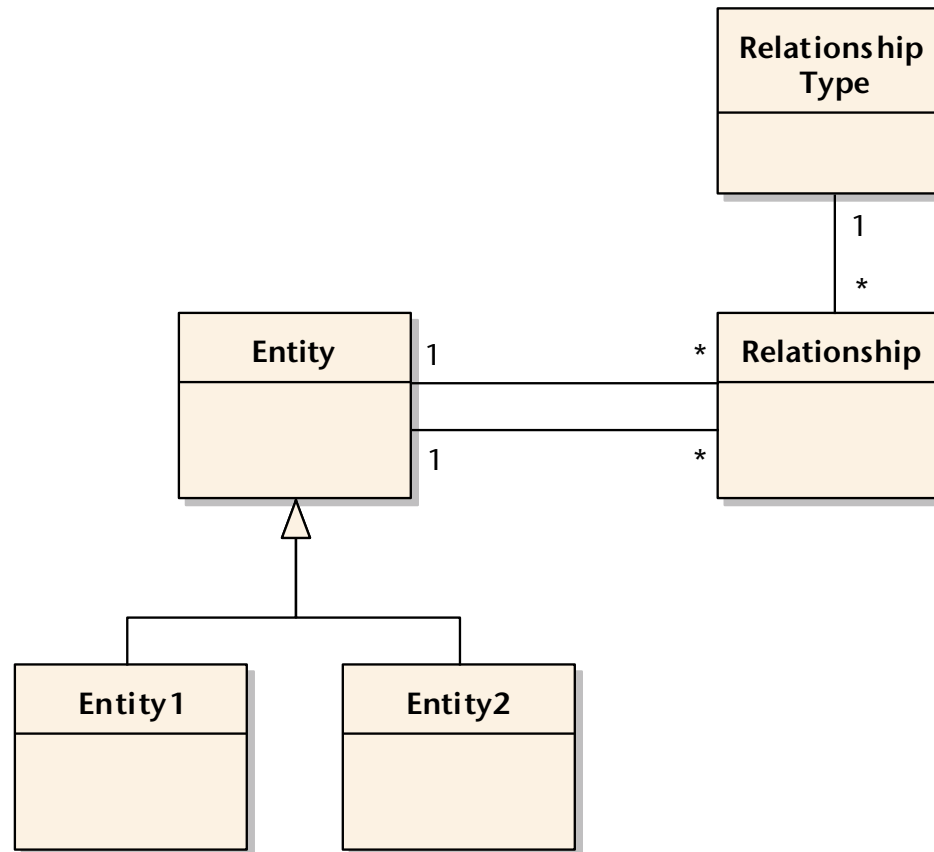 Relationship
Type
1
*
Entity
1
*
Relationship
1
*
Entity1
Entity2